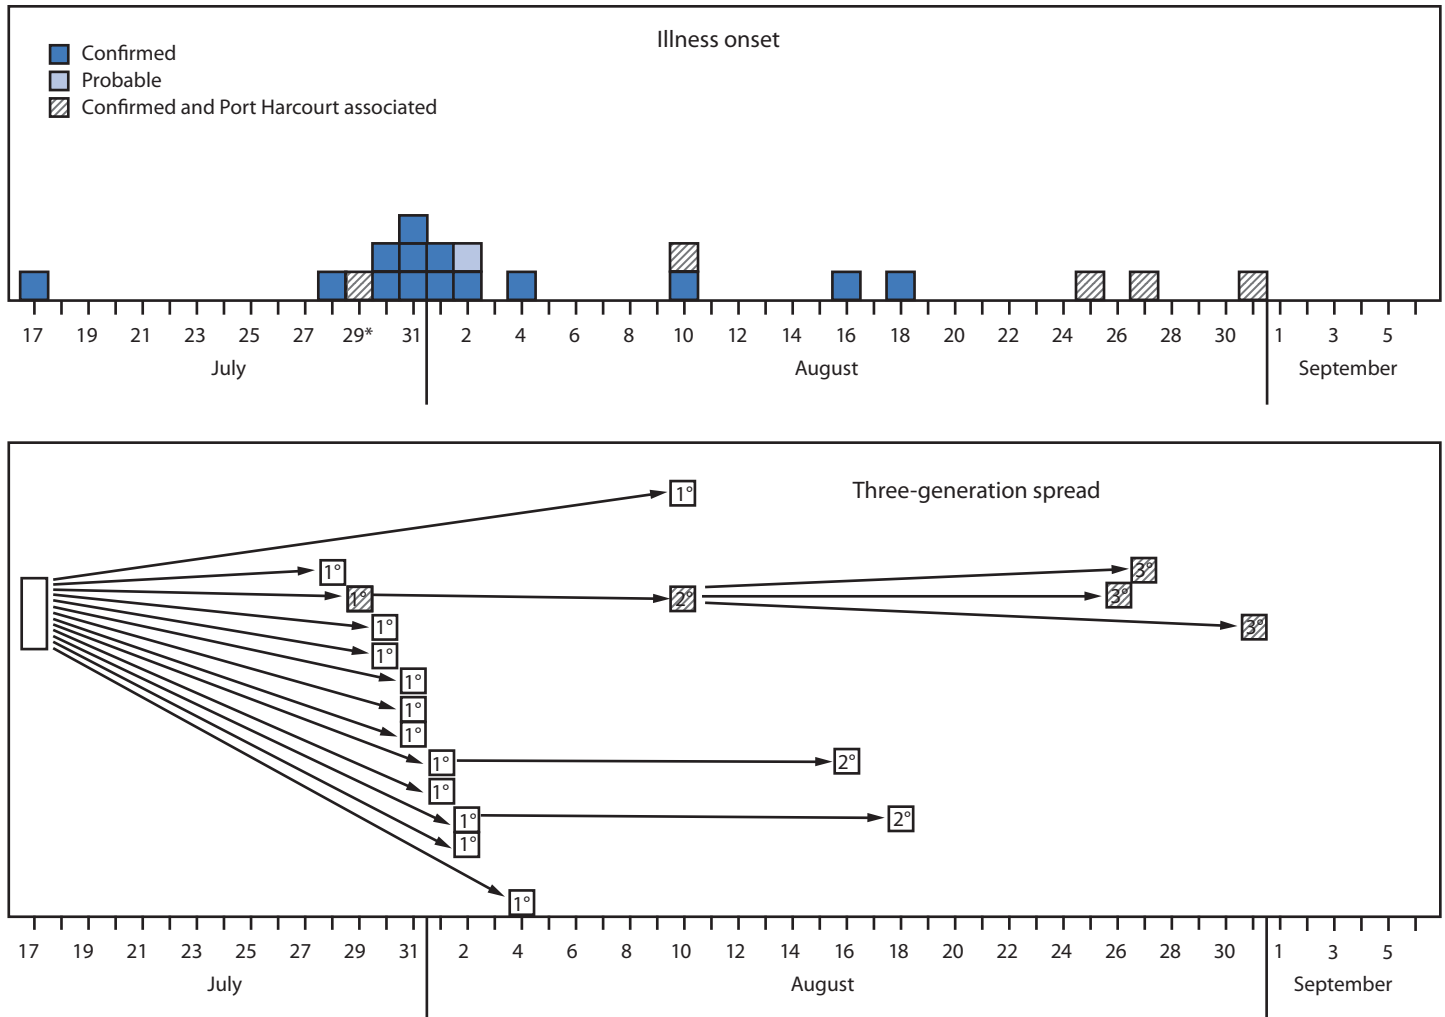 Illness onset
Confirmed
Probable
Confirmed and Port Harcourt associated
17 19 21 23 25 27 29* 31 2 4 6 8 10 12 14 16 18 20 22 24 26 28 30 1 3 5
July August September
Three-generation spread
1°
1° 3°
1° 2° 3°
1° 3°
1°
1°
1°
1°
1° 2°
1°
1° 2°
1°
1°
17 19 21 23 25 27 29 31 2 4 6 8 10 12 14 16 18 20 22 24 26 28 30 1 3 5
July August September